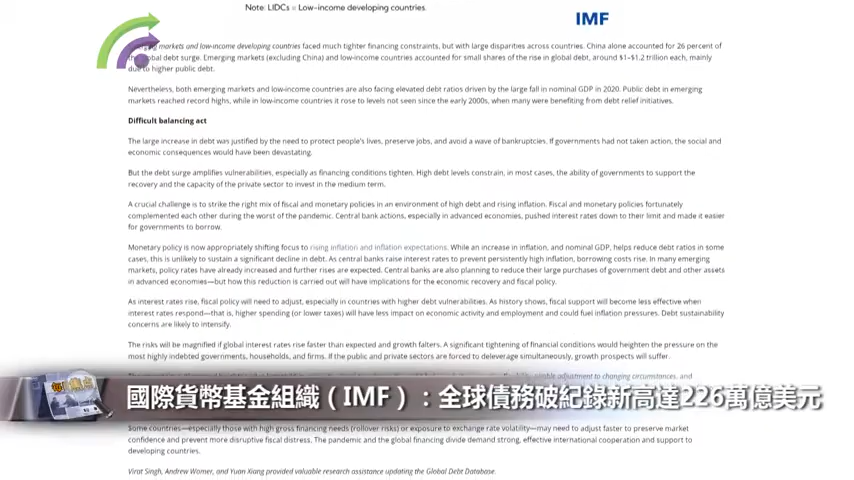 Note: LIDCs = Low-income developing countries.
IMF
markets and low-income developing countries faced much tighter financing constraints, but with large disparities across countries. China alone accounted for 26 percent of
the global debt surge. Emerging markets (excluding China) and low-income countries accounted for small shares of the rise in global debt, around $1–$1.2 trillion each, mainly
due to higher public debt.
Nevertheless, both emerging markets and low-income countries are also facing elevated debt ratios driven by the large fall in nominal GDP in 2020. Public debt in emerging
markets reached record highs, while in low-income countries it rose to levels not seen since the early 2000s, when many were benefiting from debt relief initiatives.
Difficult balancing act
The large increase in debt was justified by the need to protect people's lives, preserve jobs, and avoid a wave of bankruptcies. If governments had not taken action, the social and
economic consequences would have been devastating.
But the debt surge amplifies vulnerabilities, especially as financing conditions tighten. High debt levels constrain, in most cases, the ability of governments to support the
recovery and the capacity of the private sector to invest in the medium term.
A crucial challenge is to strike the right mix of fiscal and monetary policies in an environment of high debt and rising inflation. Fiscal and monetary policies fortunately
complemented each other during the worst of the pandemic. Central bank actions, especially in advanced economies, pushed interest rates down to their limit and made it easier
for governments to borrow.
Monetary policy is now appropriately shifting focus to rising inflation and inflation expectations. While an increase in inflation, and nominal GDP, helps reduce debt ratios in some
cases, this is unlikely to sustain a significant decline in debt. As central banks raise interest rates to prevent persistently high inflation, borrowing costs rise. In many emerging
markets, policy rates have already increased and further rises are expected. Central banks are also planning to reduce their large purchases of government debt and other assets
in advanced economies—but how this reduction is carried out will have implications for the economic recovery and fiscal policy.
As interest rates rise, fiscal policy will need to adjust, especially in countries with higher debt vulnerabilities. As history shows, fiscal support will become less effective when
interest rates respond—that is, higher spending (or lower taxes) will have less impact on economic activity and employment and could fuel inflation pressures. Debt sustainability
concerns are likely to intensify.
The risks will be magnified if global interest rates rise faster than expected and growth falters. A significant tightening of financial conditions would heighten the pressure on the
most highly indebted governments, households, and firms. If the public and private sectors are forced to deleverage simultaneously, growth prospects will suffer.
adjustment to changing circumstances, and
國際貨幣基金組織（IMF）：全球債務破紀錄新高達226萬億美元
Some countries—especially those with high gross financing needs (rollover risks) or exposure to exchange rate volatility—may need to adjust faster to preserve market
confidence and prevent more disruptive fiscal distress. The pandemic and the global financing divide demand strong, effective international cooperation and support to
developing countries.
Virat Singh, Andrew Womer, and Yuan Xiang provided valuable research assistance updating the Global Debt Database.